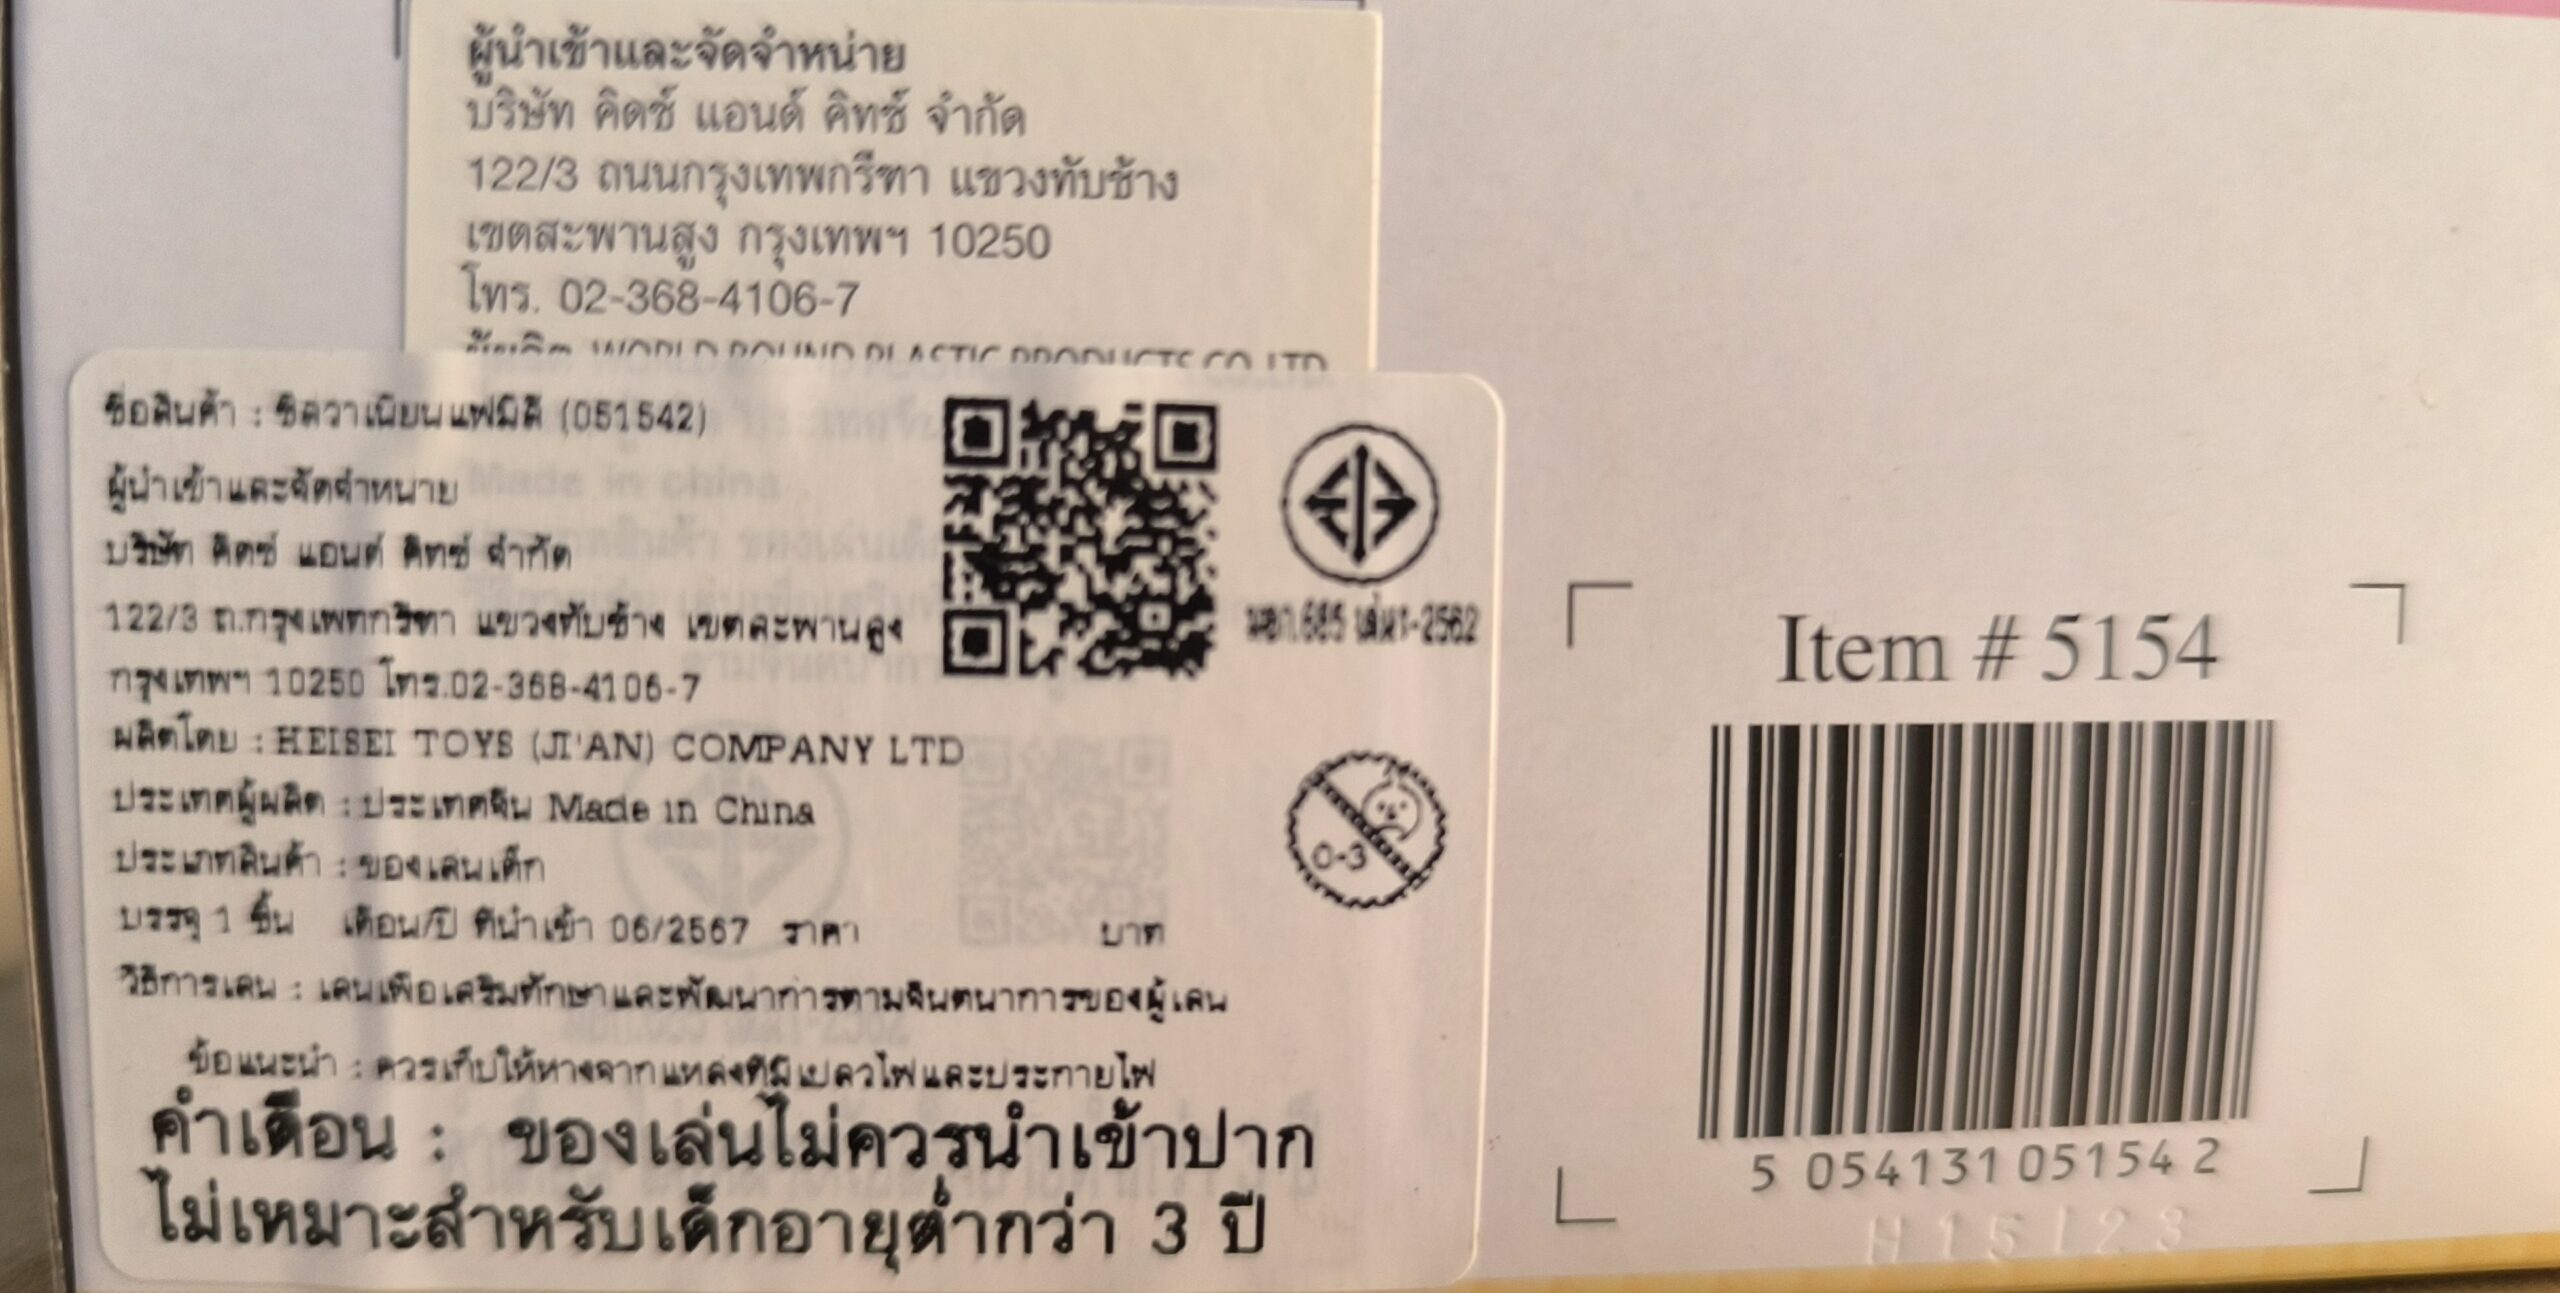 ผู้นำเข้าและจัดจำหน่าย
บริษัท คิดซ์ แอนด์ คิทซ์ จำกัด
122/3 ถนนกรุงเทพกรีฑา แขวงทับช้าง
เขตสะพานสูง กรุงเทพฯ 10250
โทร. 02-368-4106-7
ผู้ผลิต WORLD BOUND PLASTIC PRODUCTS CO.,LTD.
ชื่อสินค้า : ซิลวาเนียนแฟมิลี (051542)
ผู้นำเข้าและจัดจำหน่าย
บริษัท คิดซ์ แอนด์ คิทซ์ จำกัด
122/3 ถ.กรุงเพทกรีฑา แขวงทับช้าง เขตสะพานสูง
กรุงเทพฯ 10250 โทร.02-368-4106-7
ผลิตโดย : HEISEI TOYS (JI'AN) COMPANY LTD
ประเทศผู้ผลิต : ประเทศจีน Made in China
ประเภทสินค้า : ของเล่นเด็ก
บรรจุ 1 ชิ้น เดือน/ปี ที่นำเข้า 06/2567 ราคา บาท
วิธีการเล่น : เล่นเพื่อเสริมทักษาและพัฒนาการตามจินตนาการของผู้เล่น
ข้อแนะนำ : ควรเก็บให้ห่างจากแหล่งที่มีเปลวไฟและประกายไฟ
คำเตือน : ของเล่นไม่ควรนำเข้าปาก
ไม่เหมาะสำหรับเด็กอายุต่ำกว่า 3 ปี
มอก.685 เล่ม1-2562
0-3
Item # 5154
5 054131 051542
H15123